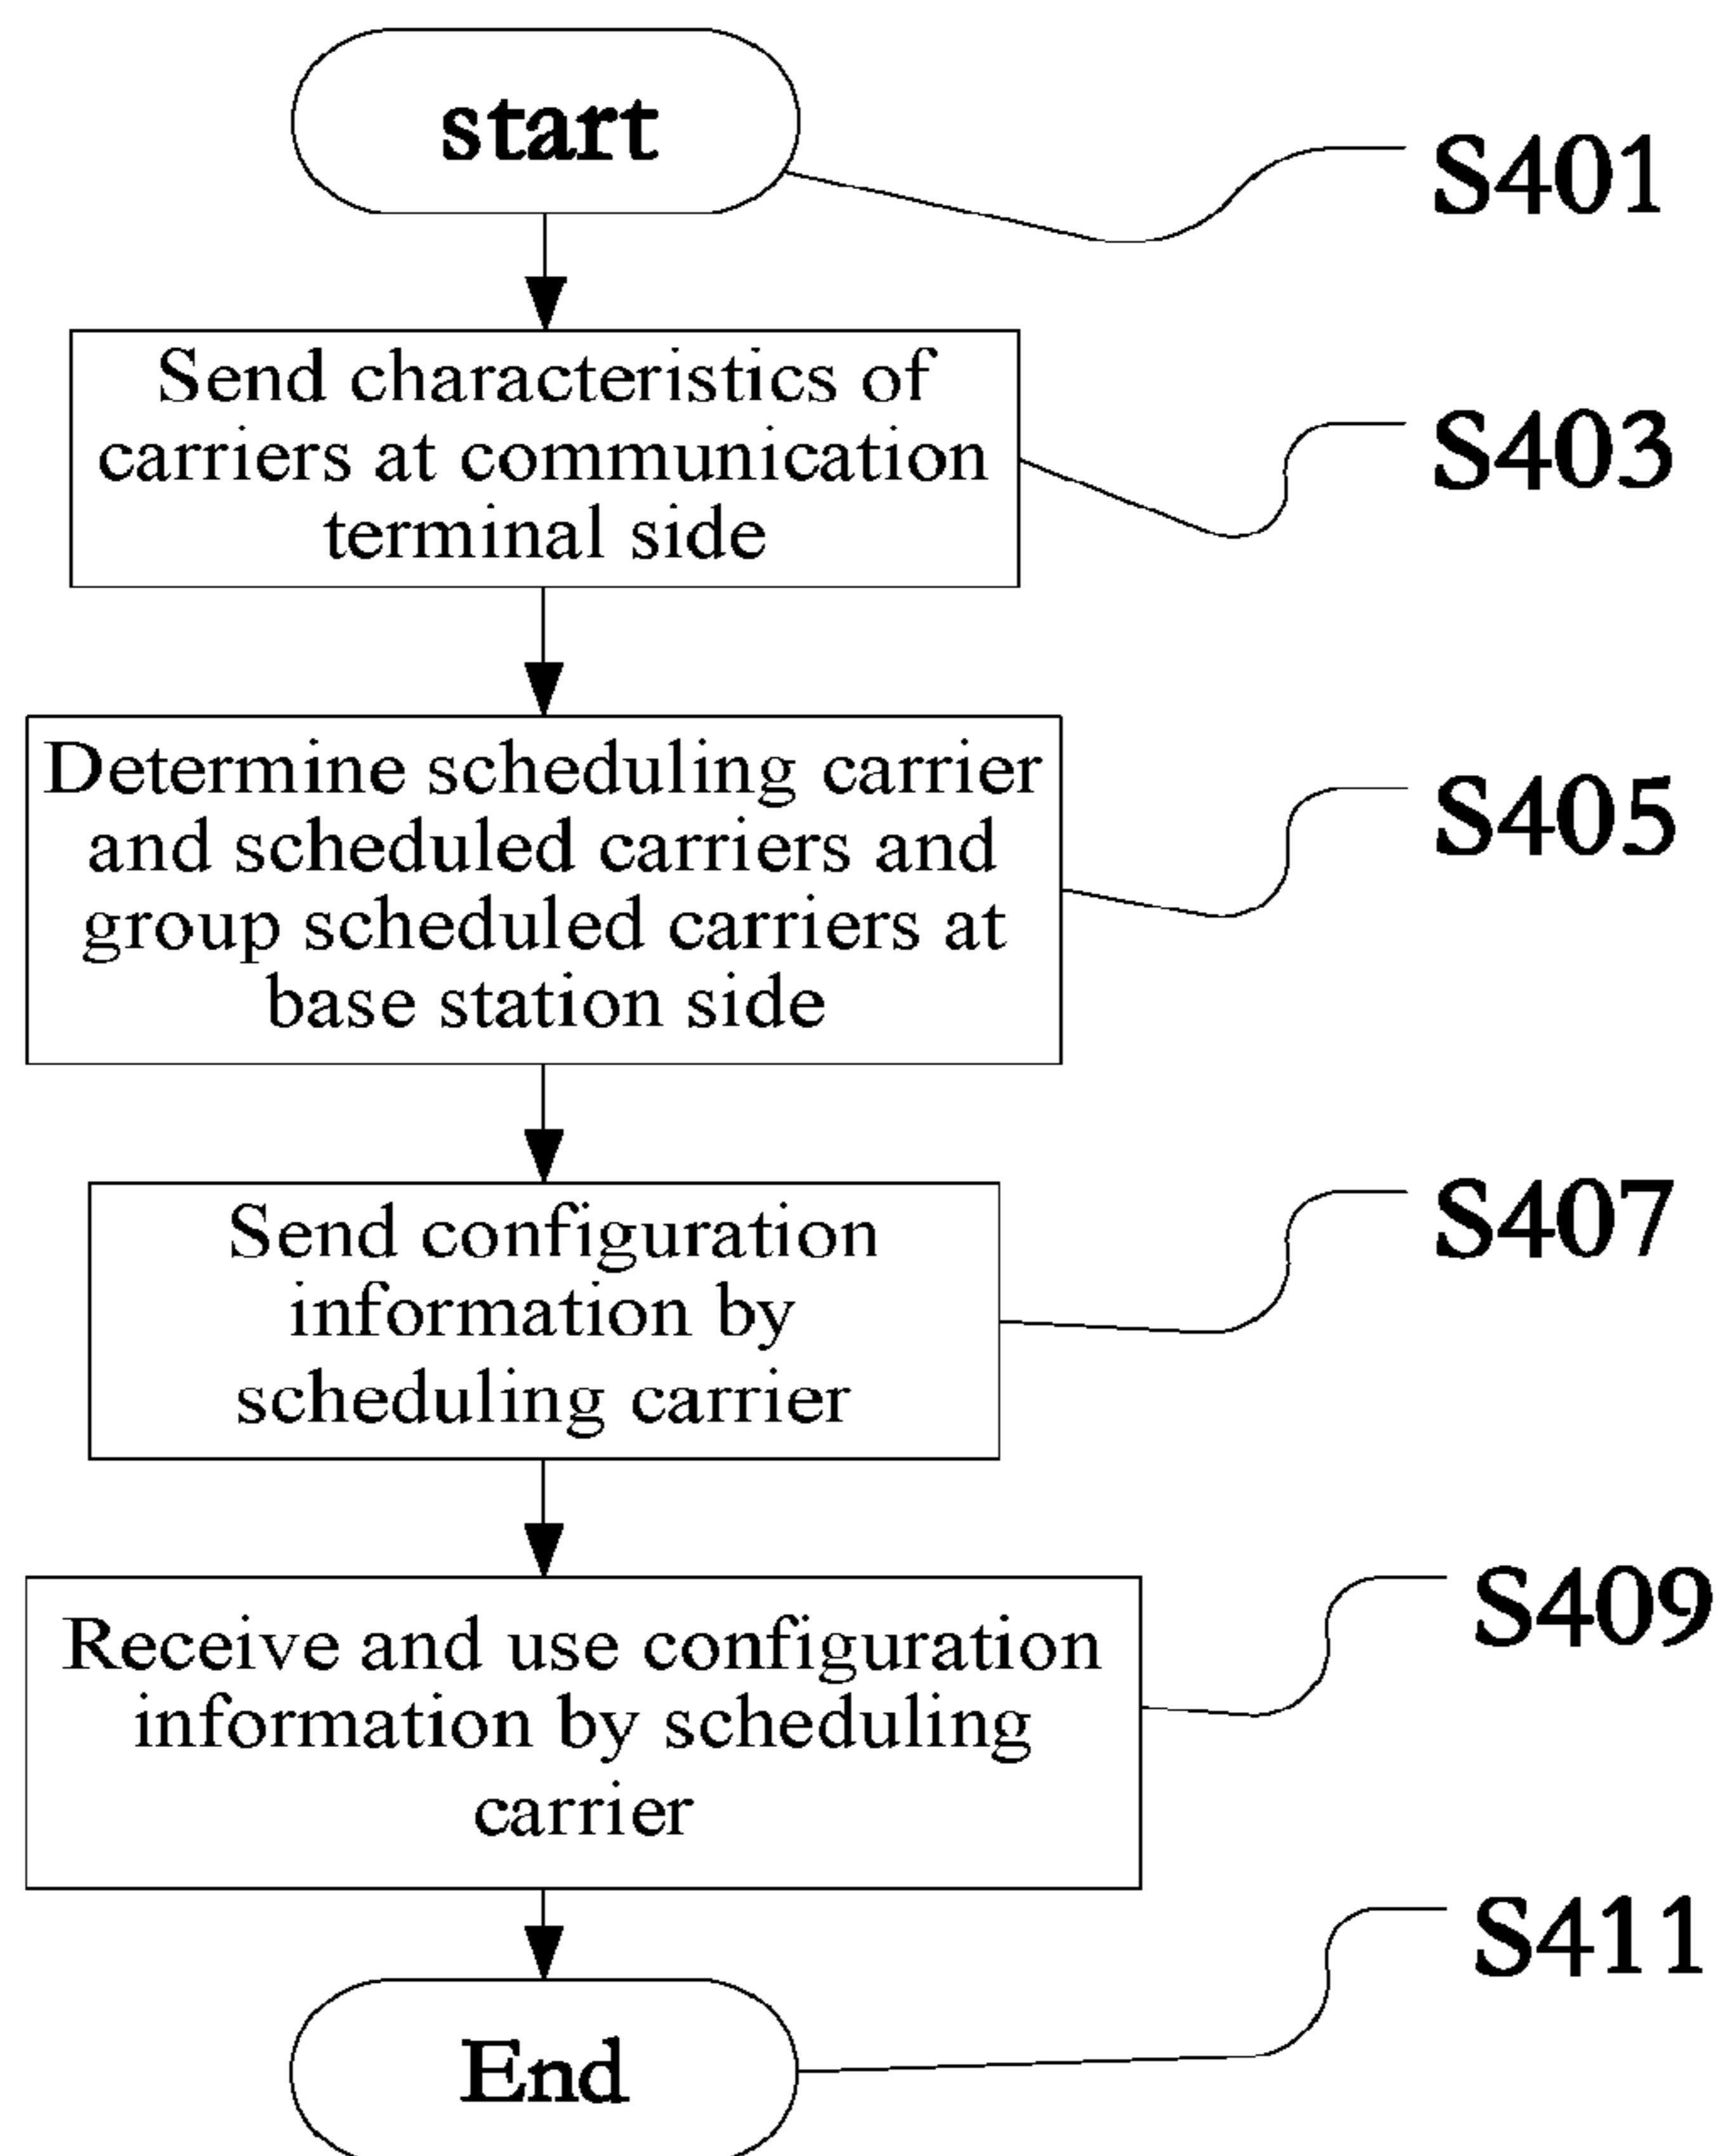 start
S401
Send characteristics of
carriers at communication
terminal side
S403
Determine scheduling carrier
and scheduled carriers and
group scheduled carriers at
base station side
S405
Send configuration
information by
scheduling carrier
S407
Receive and use configuration
information by scheduling
carrier
S409
End
S411